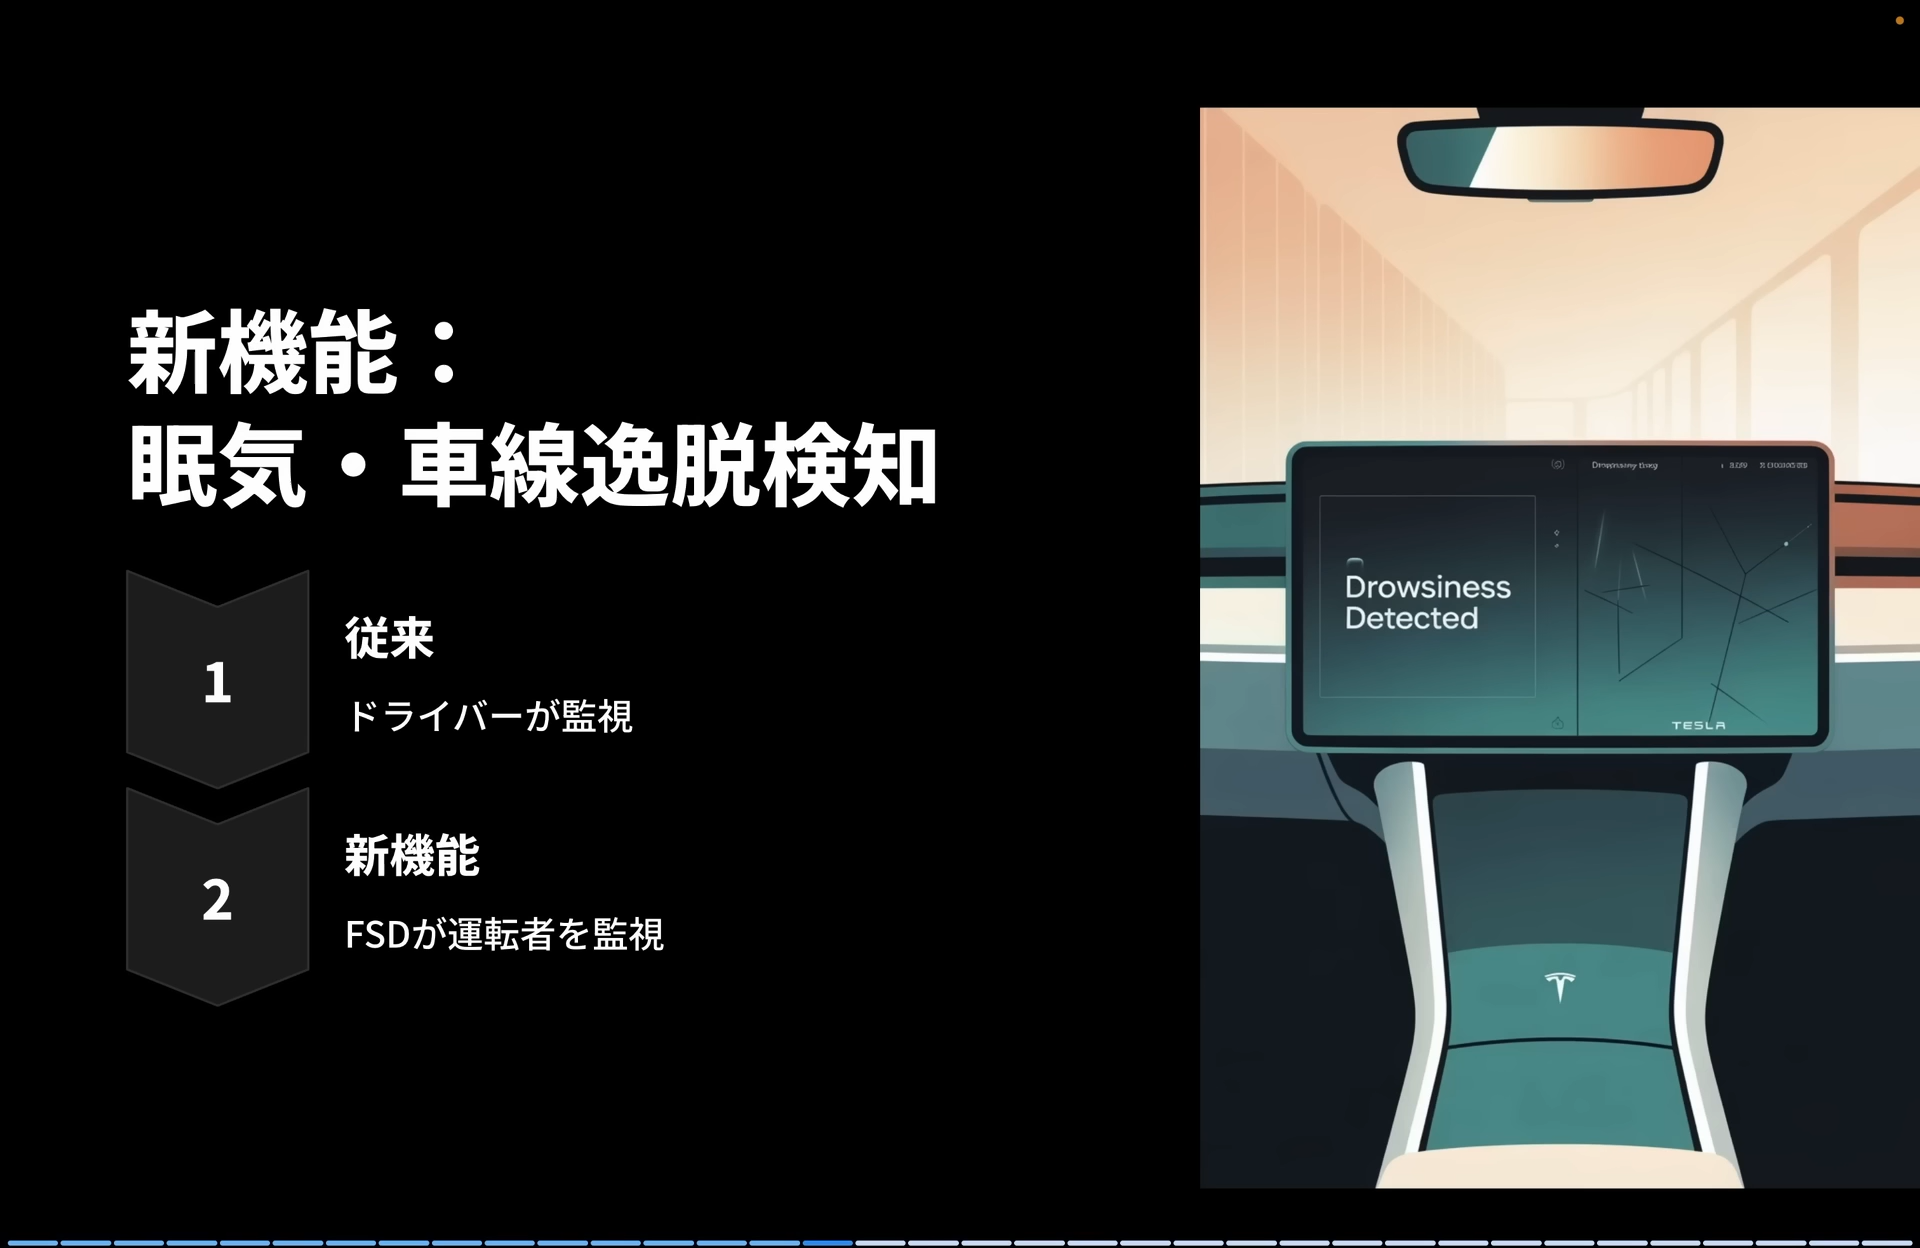 新機能：
眠気・車線逸脱検知
1
従来
ドライバーが監視
2
新機能
FSDが運転者を監視
Drowsiness
Detected
TESLA